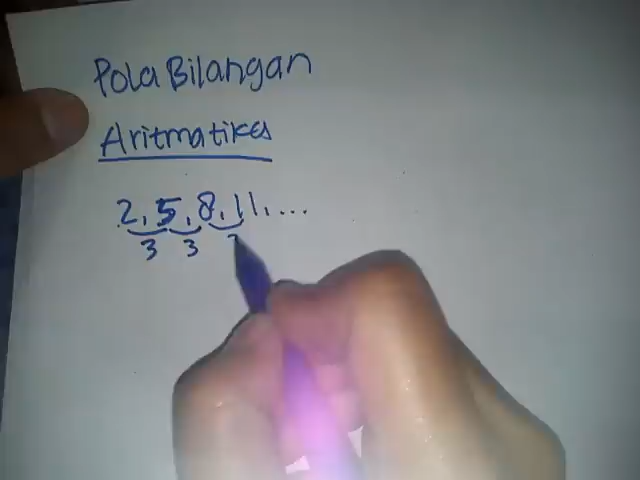 Pola Bilangan
Aritmatika
2, 5, 8, 11, ...
3 3